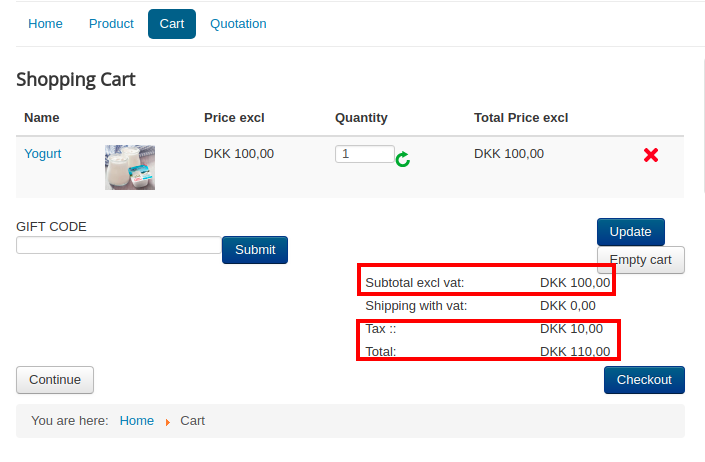 Home Product Cart Quotation
Shopping Cart
Name Price excl Quantity Total Price excl
Yogurt DKK 100,00 1 DKK 100,00
GIFT CODE
Update
Submit
Empty cart
Subtotal excl vat: DKK 100,00
Shipping with vat: DKK 0,00
Tax :: DKK 10,00
Total: DKK 110,00
Continue Checkout
You are here: Home Cart